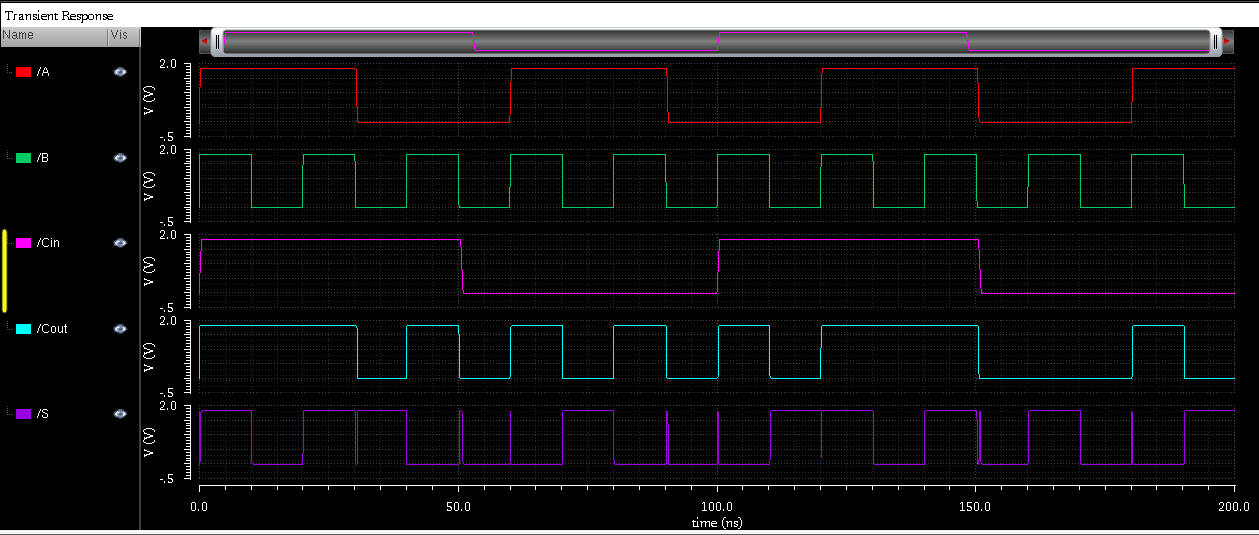 Transient Response
Name Vis
/A
2.0
V (V)
-.5
/B
2.0
V (V)
-.5
/Cin
2.0
V (V)
-.5
/Cout
2.0
V (V)
-.5
/S
2.0
V (V)
-.5
0.0 50.0 100.0 150.0 200.0
time (ns)